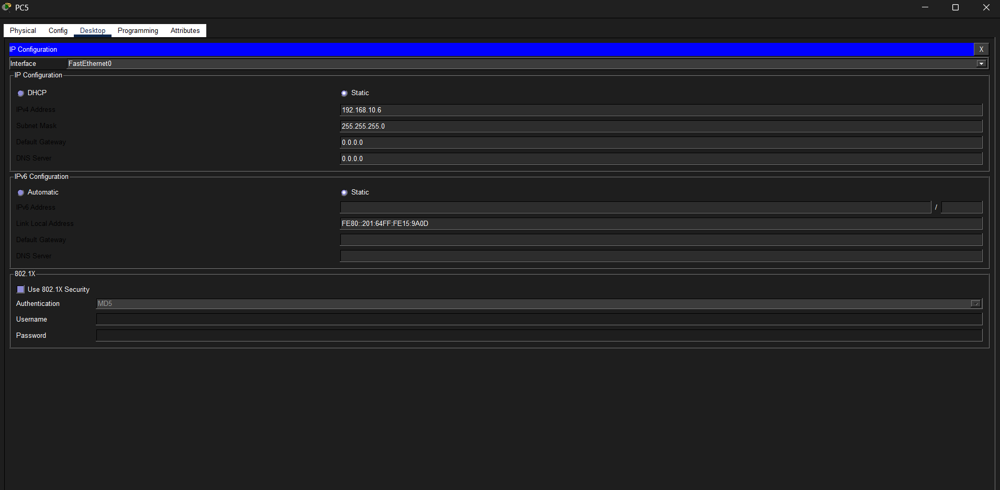 PC5
Physical Config Desktop Programming Attributes
IP Configuration X
Interface FastEthernet0
IP Configuration
DHCP Static
IPv4 Address 192.168.10.6
Subnet Mask 255.255.255.0
Default Gateway 0.0.0.0
DNS Server 0.0.0.0
IPv6 Configuration
Automatic Static
IPv6 Address /
Link Local Address FE80::201:64FF:FE15:9A0D
Default Gateway
DNS Server
802.1X
Use 802.1X Security
Authentication MD5
Username
Password